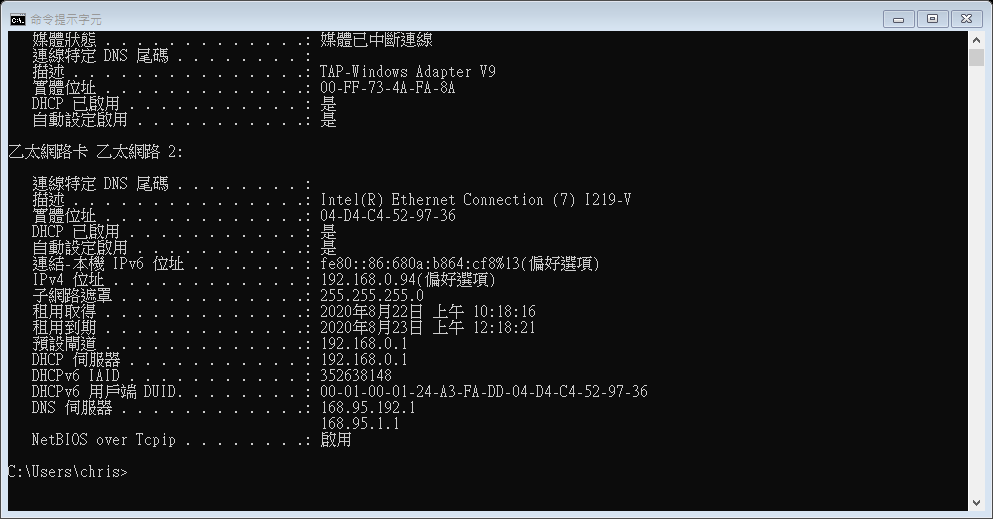 命令提示字元
媒體狀態 . . . . . . . . . . . . .: 媒體已中斷連線
連線特定 DNS 尾碼 . . . . . . . . :
描述 . . . . . . . . . . . . . . .: TAP-Windows Adapter V9
實體位址 . . . . . . . . . . . . .: 00-FF-73-4A-FA-8A
DHCP 已啟用 . . . . . . . . . . . : 是
自動設定啟用 . . . . . . . . . . .: 是
乙太網路卡 乙太網路 2:
連線特定 DNS 尾碼 . . . . . . . . :
描述 . . . . . . . . . . . . . . .: Intel(R) Ethernet Connection (7) I219-V
實體位址 . . . . . . . . . . . . .: 04-D4-C4-52-97-36
DHCP 已啟用 . . . . . . . . . . . : 是
自動設定啟用 . . . . . . . . . . .: 是
連結-本機 IPv6 位址 . . . . . . . : fe80::86:680a:b864:cf8%13(偏好選項)
IPv4 位址 . . . . . . . . . . . . : 192.168.0.94(偏好選項)
子網路遮罩 . . . . . . . . . . . .: 255.255.255.0
租用取得 . . . . . . . . . . . . .: 2020年8月22日 上午 10:18:16
租用到期 . . . . . . . . . . . . .: 2020年8月23日 上午 12:18:21
預設閘道 . . . . . . . . . . . . .: 192.168.0.1
DHCP 伺服器 . . . . . . . . . . . : 192.168.0.1
DHCPv6 IAID . . . . . . . . . . . : 352638148
DHCPv6 用戶端 DUID. . . . . . . . : 00-01-00-01-24-A3-FA-DD-04-D4-C4-52-97-36
DNS 伺服器 . . . . . . . . . . . .: 168.95.192.1
168.95.1.1
NetBIOS over Tcpip . . . . . . . .: 啟用
C:\Users\chris>